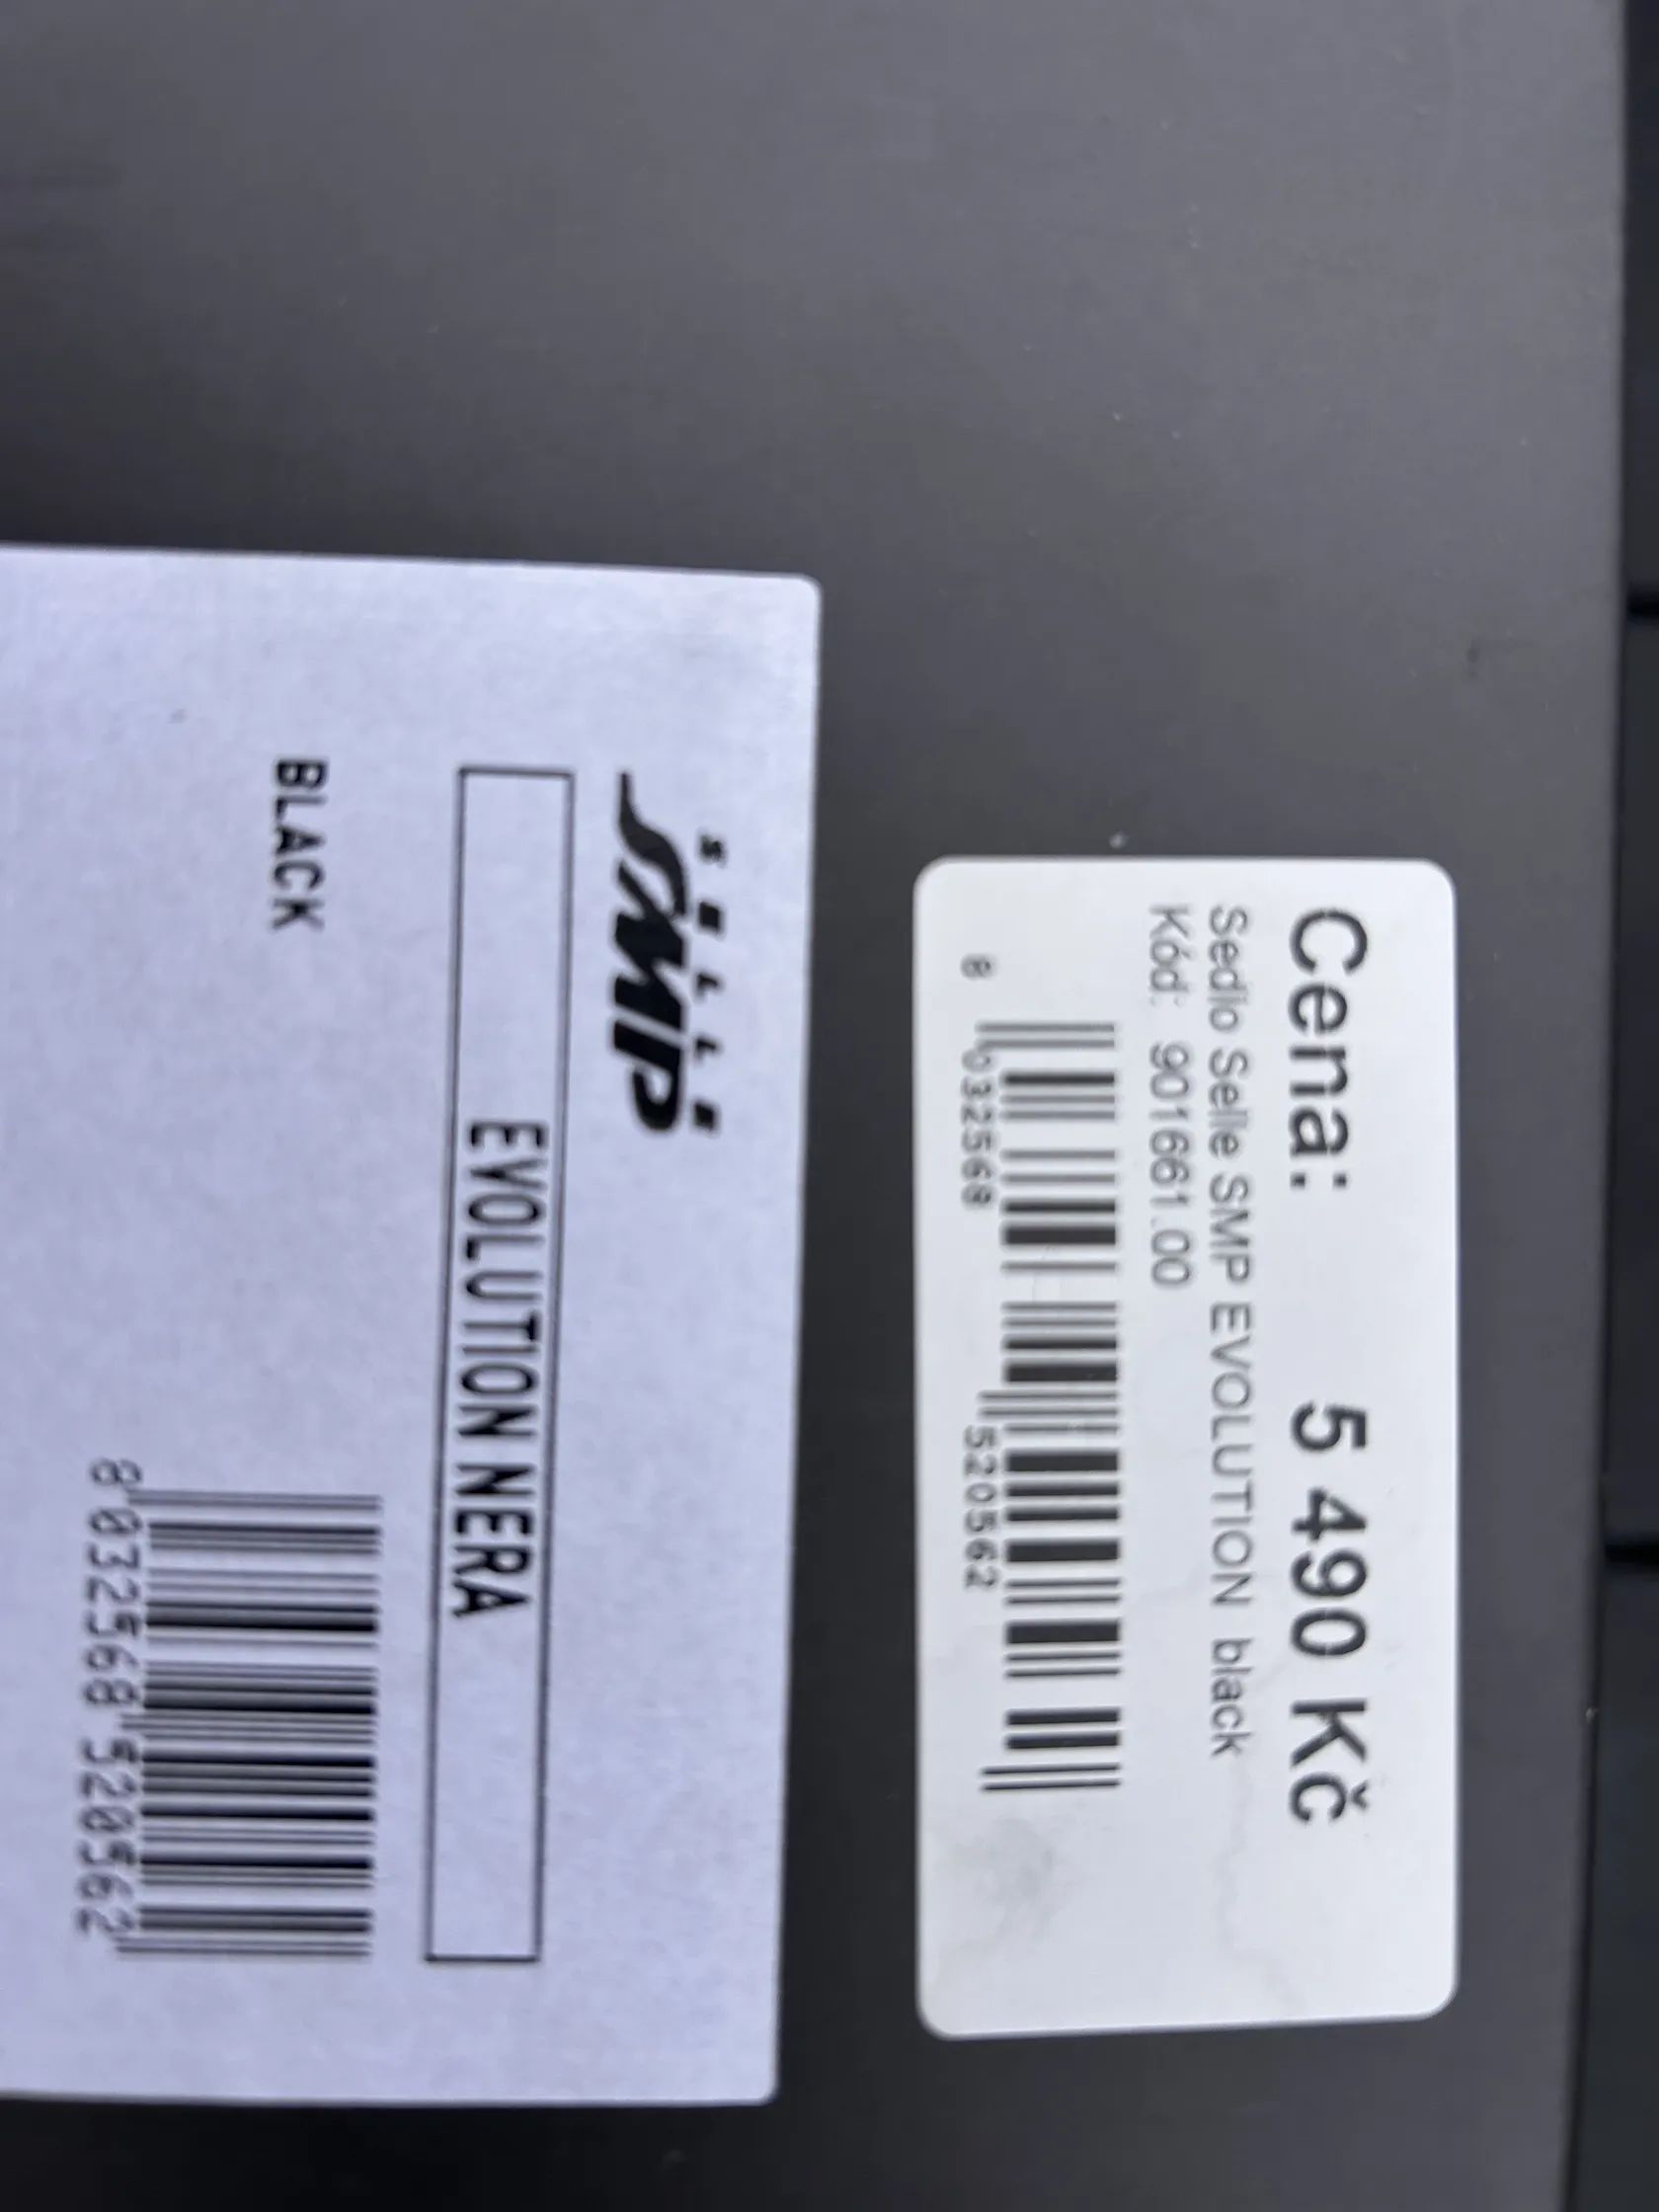 Cena: 5 490 Kč
Sedlo Selle SMP EVOLUTION black
Kód: 901661.00
8 032568 520562
SELLE
SMP
EVOLUTION NERA
BLACK
8 032568 520562